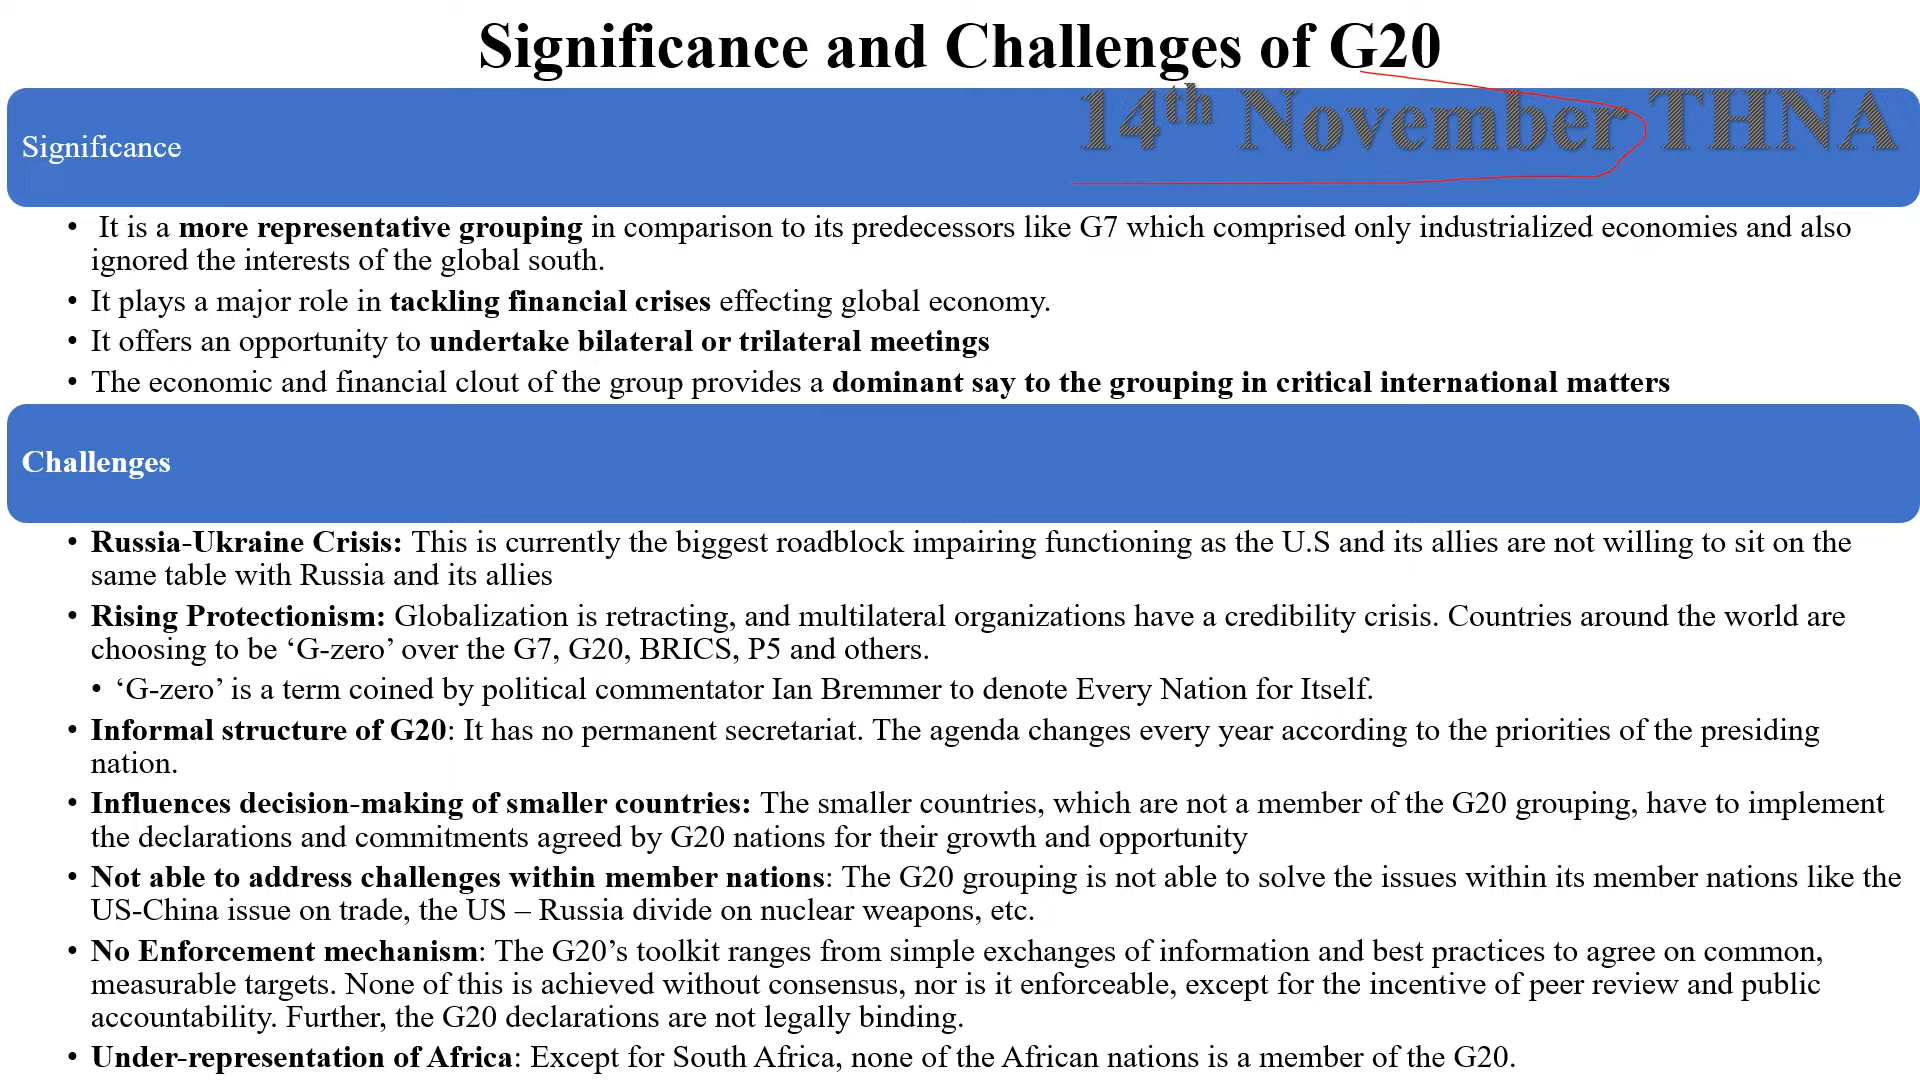 Significance and Challenges of G20
14th November THNA
Significance
• It is a more representative grouping in comparison to its predecessors like G7 which comprised only industrialized economies and also
ignored the interests of the global south.
• It plays a major role in tackling financial crises effecting global economy.
• It offers an opportunity to undertake bilateral or trilateral meetings
• The economic and financial clout of the group provides a dominant say to the grouping in critical international matters
Challenges
• Russia-Ukraine Crisis: This is currently the biggest roadblock impairing functioning as the U.S and its allies are not willing to sit on the
same table with Russia and its allies
• Rising Protectionism: Globalization is retracting, and multilateral organizations have a credibility crisis. Countries around the world are
choosing to be ‘G-zero’ over the G7, G20, BRICS, P5 and others.
• ‘G-zero’ is a term coined by political commentator Ian Bremmer to denote Every Nation for Itself.
• Informal structure of G20: It has no permanent secretariat. The agenda changes every year according to the priorities of the presiding
nation.
• Influences decision-making of smaller countries: The smaller countries, which are not a member of the G20 grouping, have to implement
the declarations and commitments agreed by G20 nations for their growth and opportunity
• Not able to address challenges within member nations: The G20 grouping is not able to solve the issues within its member nations like the
US-China issue on trade, the US – Russia divide on nuclear weapons, etc.
• No Enforcement mechanism: The G20’s toolkit ranges from simple exchanges of information and best practices to agree on common,
measurable targets. None of this is achieved without consensus, nor is it enforceable, except for the incentive of peer review and public
accountability. Further, the G20 declarations are not legally binding.
• Under-representation of Africa: Except for South Africa, none of the African nations is a member of the G20.